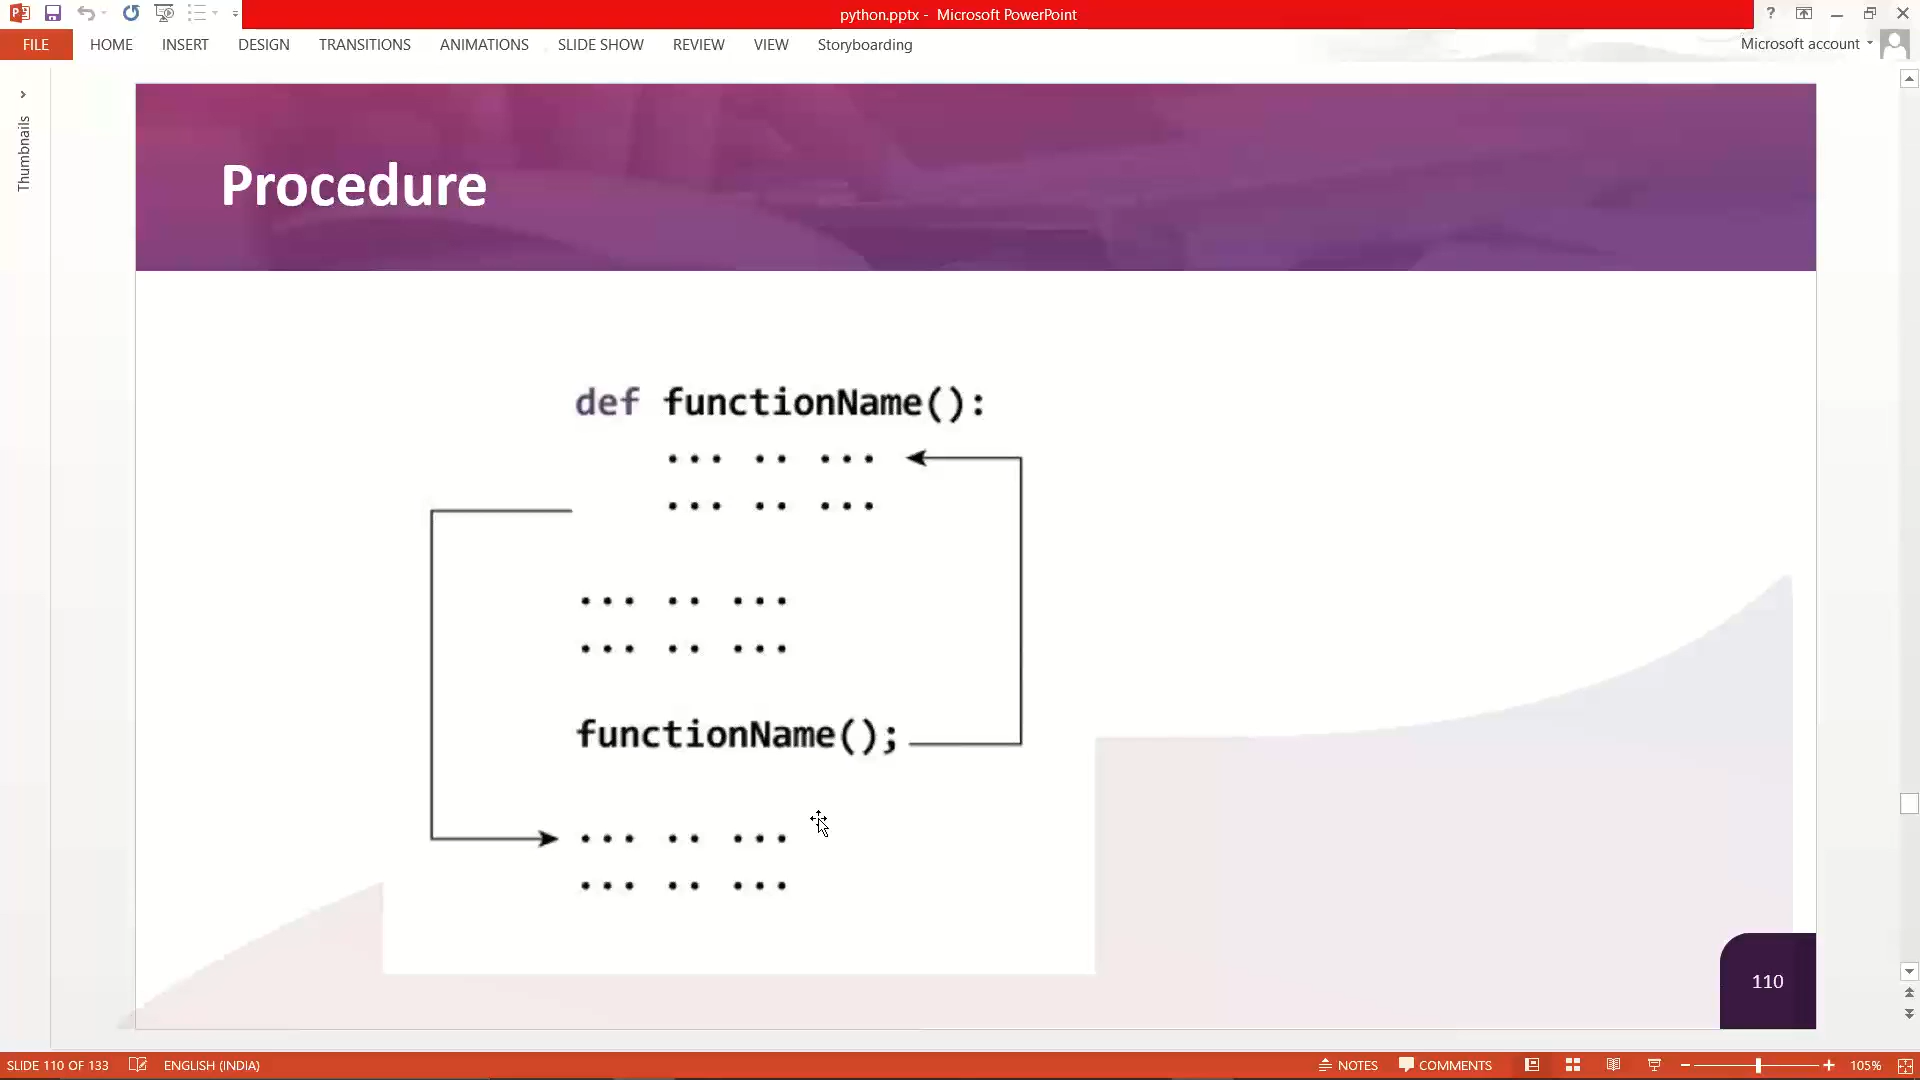 python.pptx - Microsoft PowerPoint
?
FILE HOME INSERT DESIGN TRANSITIONS ANIMATIONS SLIDE SHOW REVIEW VIEW Storyboarding Microsoft account
Thumbnails
Procedure
def functionName():
... .. ...
... .. ...
... .. ...
... .. ...
functionName();
... .. ...
... .. ...
110
SLIDE 110 OF 133 ENGLISH (INDIA) NOTES COMMENTS 105%